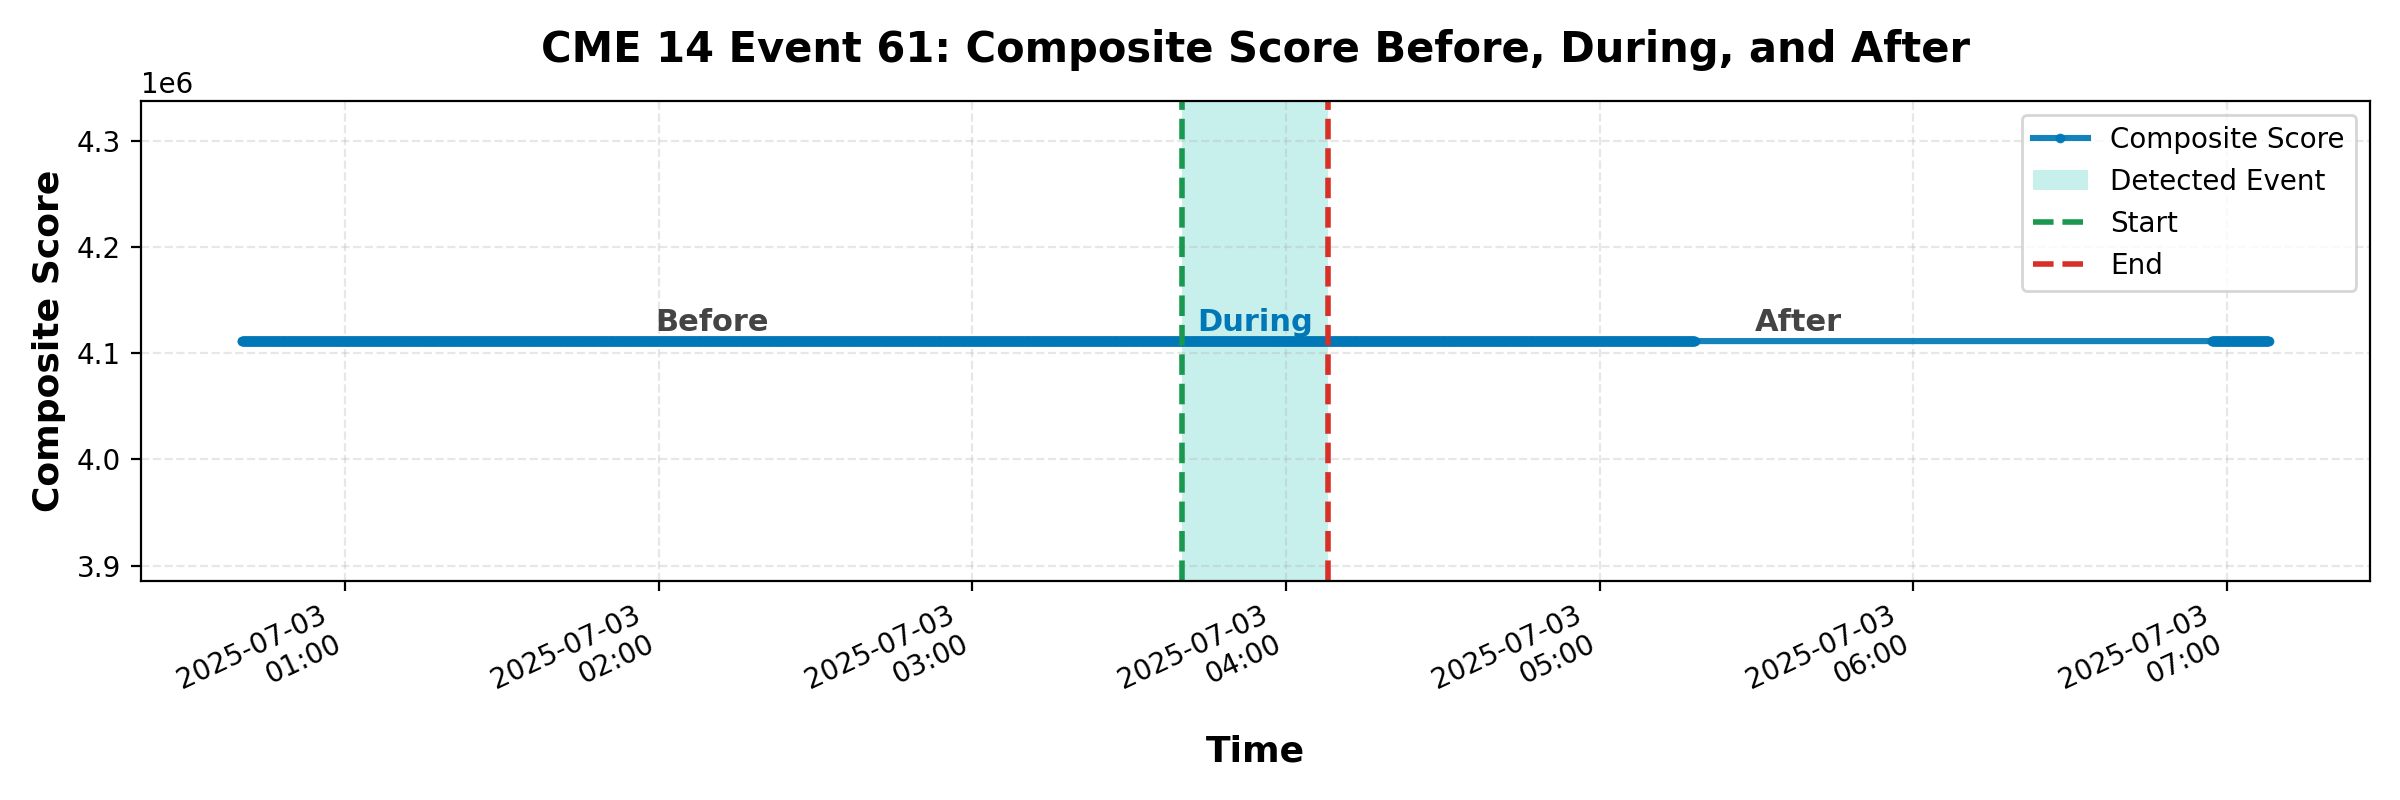 CME 14 Event 61: Composite Score Before, During, and After
1e6
4.3
4.2
4.1
4.0
3.9
Composite Score
Before
During
After
Composite Score
Detected Event
Start
End
2025-07-03
01:00
2025-07-03
02:00
2025-07-03
03:00
2025-07-03
04:00
2025-07-03
05:00
2025-07-03
06:00
2025-07-03
07:00
Time